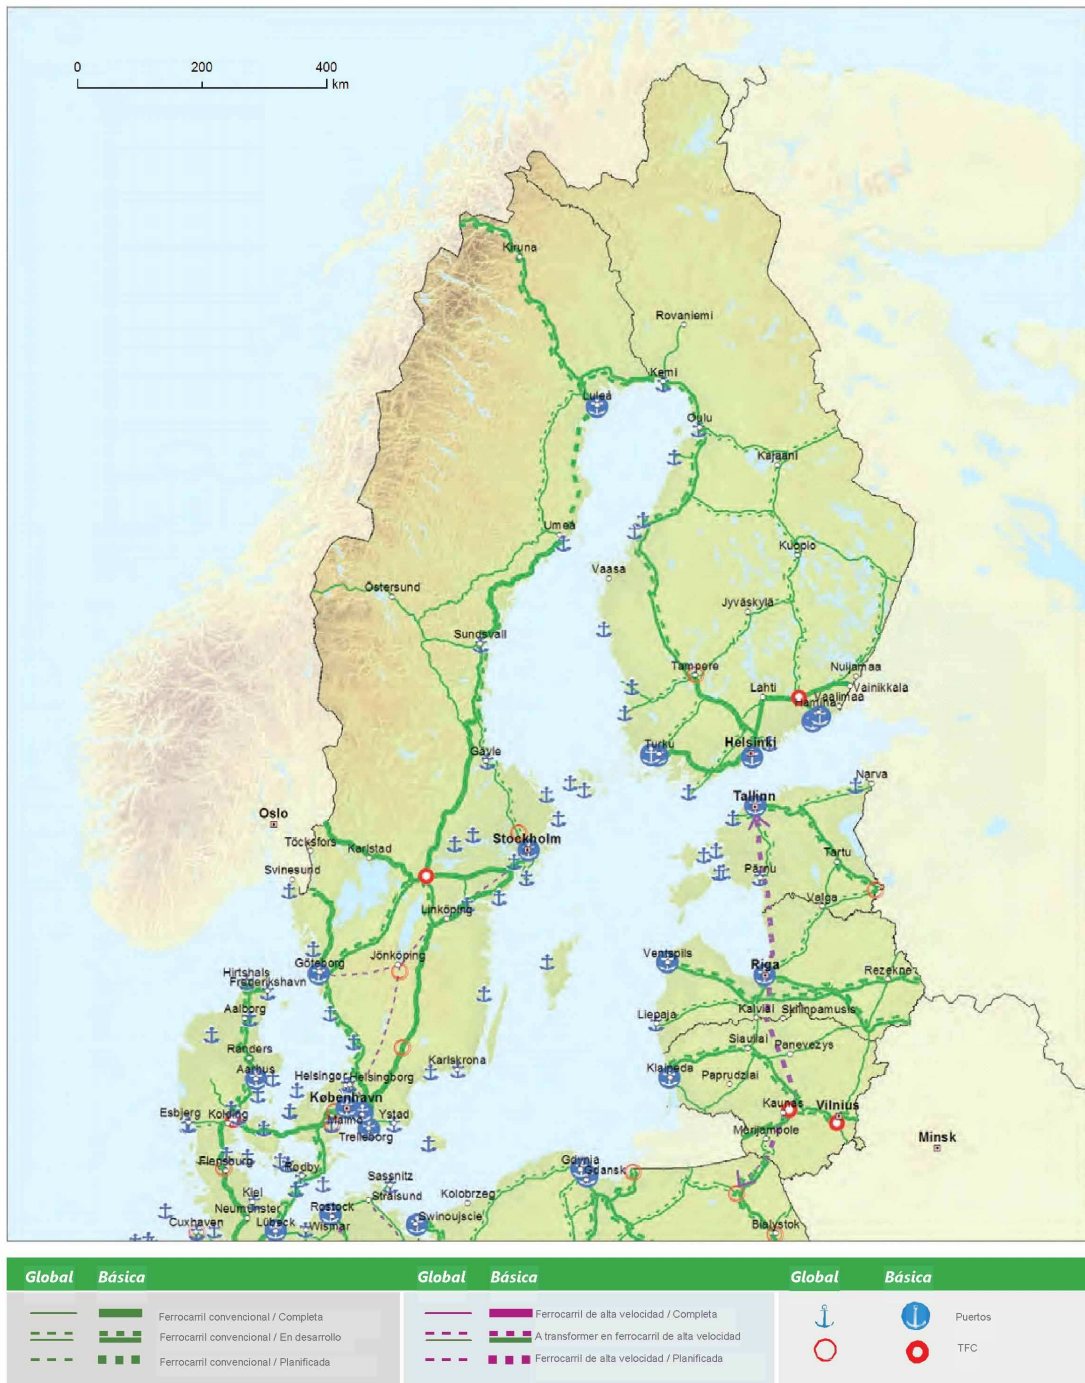 0 200 400
km
Kiruna
Rovaniemi
Kemi
Luleå
Oulu
Kajaani
Umeå
Kuopio
Vaasa
Östersund
Jyväskylä
Sundsvall
Tampere
Nuijamaa
Lahti
Vainikkala
Vaalimaa
Hamina
Turku
Helsinki
Gävle
Narva
Tallinn
Oslo
Stockholm
Töcksfors
Karlstad
Tartu
Svinesund
Pärnu
Valga
Linköping
Ventspils
Jönköping
Göteborg
Riga
Rezekne
Hirtshals
Frederikshavn
Aalborg
Liepaja
Kalviai
Skilinpamusis
Siauliai
Panevezys
Randers
Karlskrona
Aarhus
Klaipeda
Helsingor
Helsingborg
Paprudziai
København
Kaunas
Vilnius
Esbjerg
Kolding
Malmö
Ystad
Trelleborg
Marijampole
Minsk
Flensburg
Rodby
Gdynia
Gdansk
Sassnitz
Kiel
Stralsund
Kolobrzeg
Neumünster
Rostock
Cuxhaven
Lübeck
Wismar
Swinoujscie
Bialystok
Global Básica Global Básica Global Básica
Ferrocarril convencional / Completa
Ferrocarril de alta velocidad / Completa
Puertos
Ferrocarril convencional / En desarrollo
A transformer en ferrocarril de alta velocidad
TFC
Ferrocarril convencional / Planificada
Ferrocarril de alta velocidad / Planificada